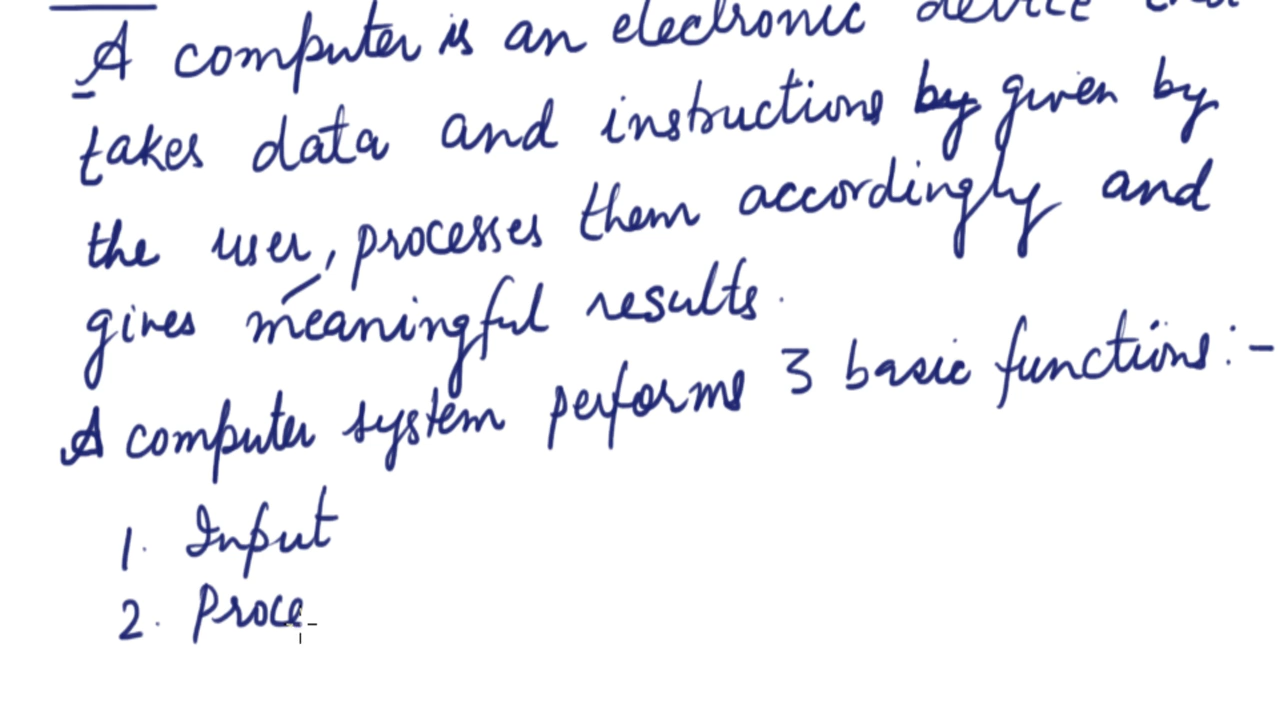 A computer is an electronic device that
takes data and instructions by given by
the user, processes them accordingly and
gives meaningful results.
A computer system performs 3 basic functions:-
1. Input
2. Proce